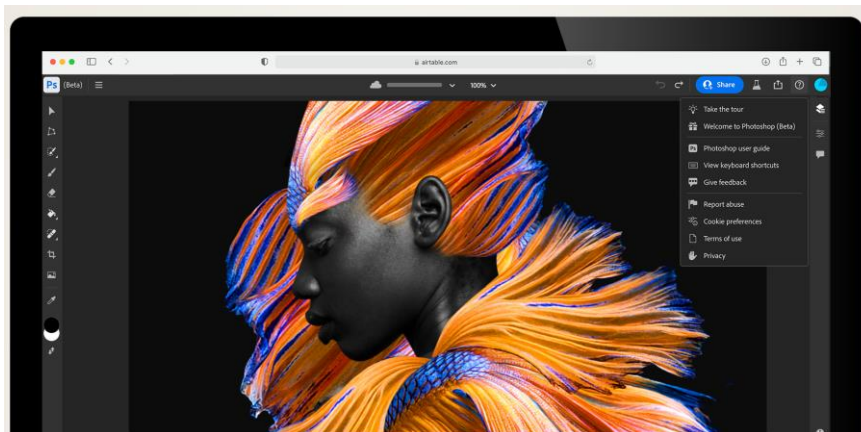 airtable.com
Ps (Beta)
100%
Share
Take the tour
Welcome to Photoshop (Beta)
Ps Photoshop user guide
View keyboard shortcuts
Give feedback
Report abuse
Cookie preferences
Terms of use
Privacy